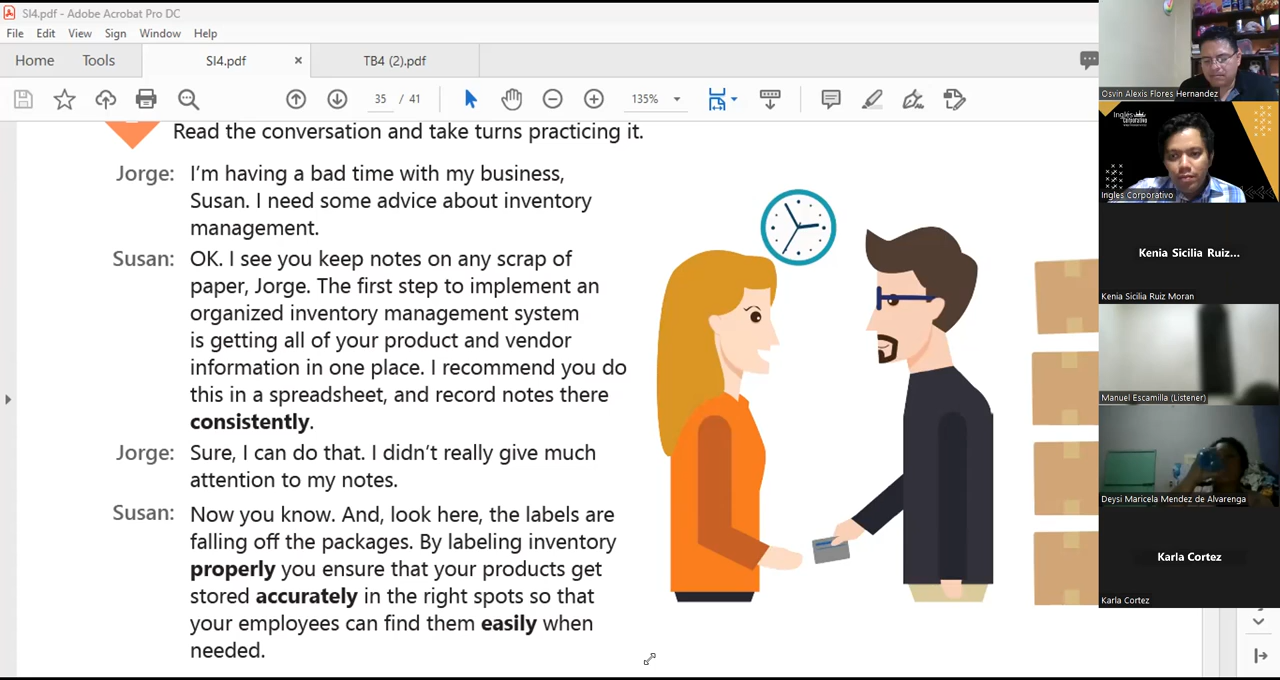 SI4.pdf - Adobe Acrobat Pro DC
File Edit View Sign Window Help
Home Tools SI4.pdf × TB4 (2).pdf
35 / 41 135%
Read the conversation and take turns practicing it.
Jorge: I'm having a bad time with my business,
Susan. I need some advice about inventory
management.
Susan: OK. I see you keep notes on any scrap of
paper, Jorge. The first step to implement an
organized inventory management system
is getting all of your product and vendor
information in one place. I recommend you do
this in a spreadsheet, and record notes there
consistently.
Jorge: Sure, I can do that. I didn't really give much
attention to my notes.
Susan: Now you know. And, look here, the labels are
falling off the packages. By labeling inventory
properly you ensure that your products get
stored accurately in the right spots so that
your employees can find them easily when
needed.
Osvin Alexis Flores Hernandez
Inglés
Corporativo
Ingles Corporativo
Kenia Sicilia Ruiz...
Kenia Sicilia Ruiz Moran
Manuel Escamilla (Listener)
Deysi Maricela Mendez de Alvarenga
Karla Cortez
Karla Cortez